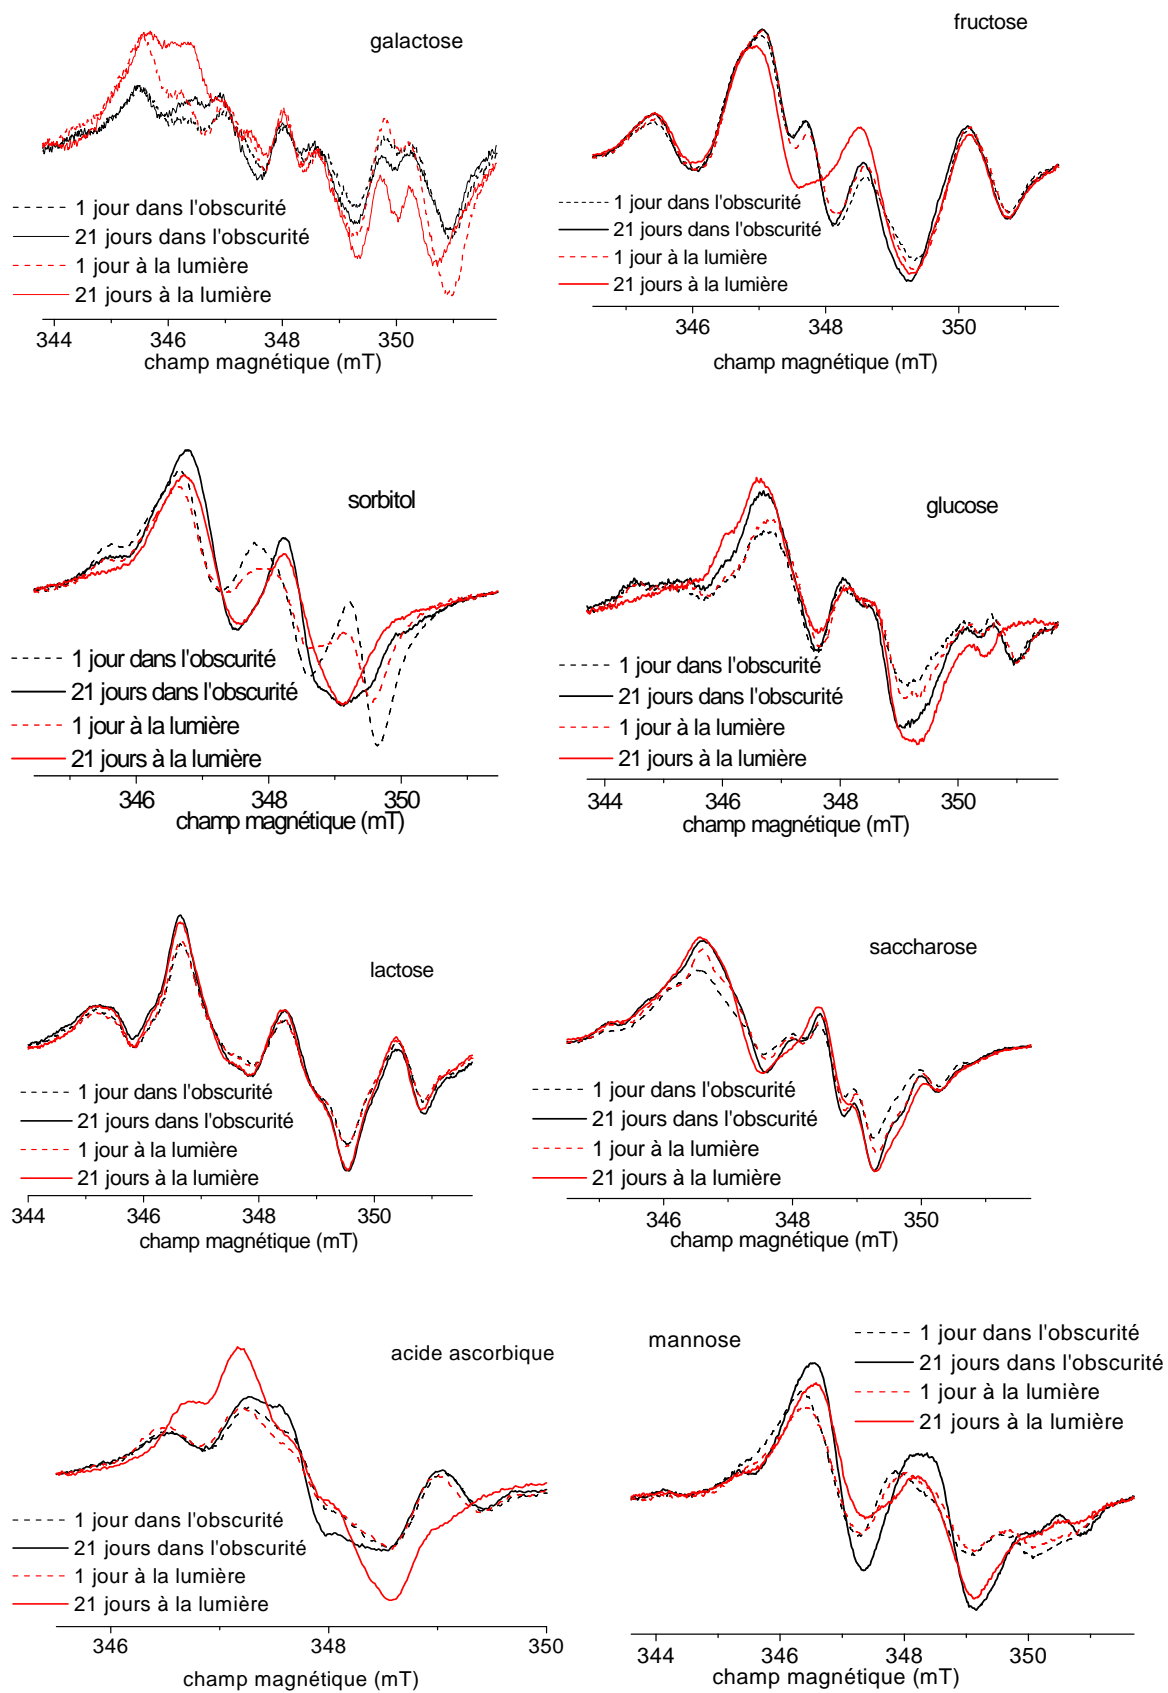 galactose
1 jour dans l'obscurité
21 jours dans l'obscurité
1 jour à la lumière
21 jours à la lumière
344 346 348 350
champ magnétique (mT)
fructose
1 jour dans l'obscurité
21 jours dans l'obscurité
1 jour à la lumière
21 jours à la lumière
346 348 350
champ magnétique (mT)
sorbitol
1 jour dans l'obscurité
21 jours dans l'obscurité
1 jour à la lumière
21 jours à la lumière
346 348 350
champ magnétique (mT)
glucose
1 jour dans l'obscurité
21 jours dans l'obscurité
1 jour à la lumière
21 jours à la lumière
344 346 348 350
champ magnétique (mT)
lactose
1 jour dans l'obscurité
21 jours dans l'obscurité
1 jour à la lumière
21 jours à la lumière
344 346 348 350
champ magnétique (mT)
saccharose
1 jour dans l'obscurité
21 jours dans l'obscurité
1 jour à la lumière
21 jours à la lumière
346 348 350
champ magnétique (mT)
acide ascorbique
1 jour dans l'obscurité
21 jours dans l'obscurité
1 jour à la lumière
21 jours à la lumière
346 348 350
champ magnétique (mT)
mannose
1 jour dans l'obscurité
21 jours dans l'obscurité
1 jour à la lumière
21 jours à la lumière
344 346 348 350
champ magnétique (mT)